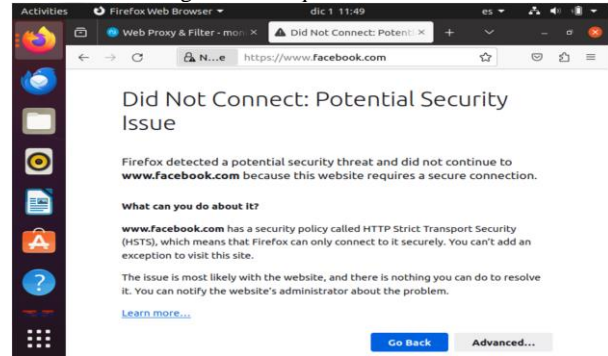 Activities
Firefox Web Browser
dic 1 11:49
es
Web Proxy & Filter - mon
Did Not Connect: Potenti
N...e
https://www.facebook.com
Did Not Connect: Potential Security
Issue
Firefox detected a potential security threat and did not continue to
www.facebook.com because this website requires a secure connection.
What can you do about it?
www.facebook.com has a security policy called HTTP Strict Transport Security
(HSTS), which means that Firefox can only connect to it securely. You can't add an
exception to visit this site.
The issue is most likely with the website, and there is nothing you can do to resolve
it. You can notify the website's administrator about the problem.
Learn more...
Go Back
Advanced...